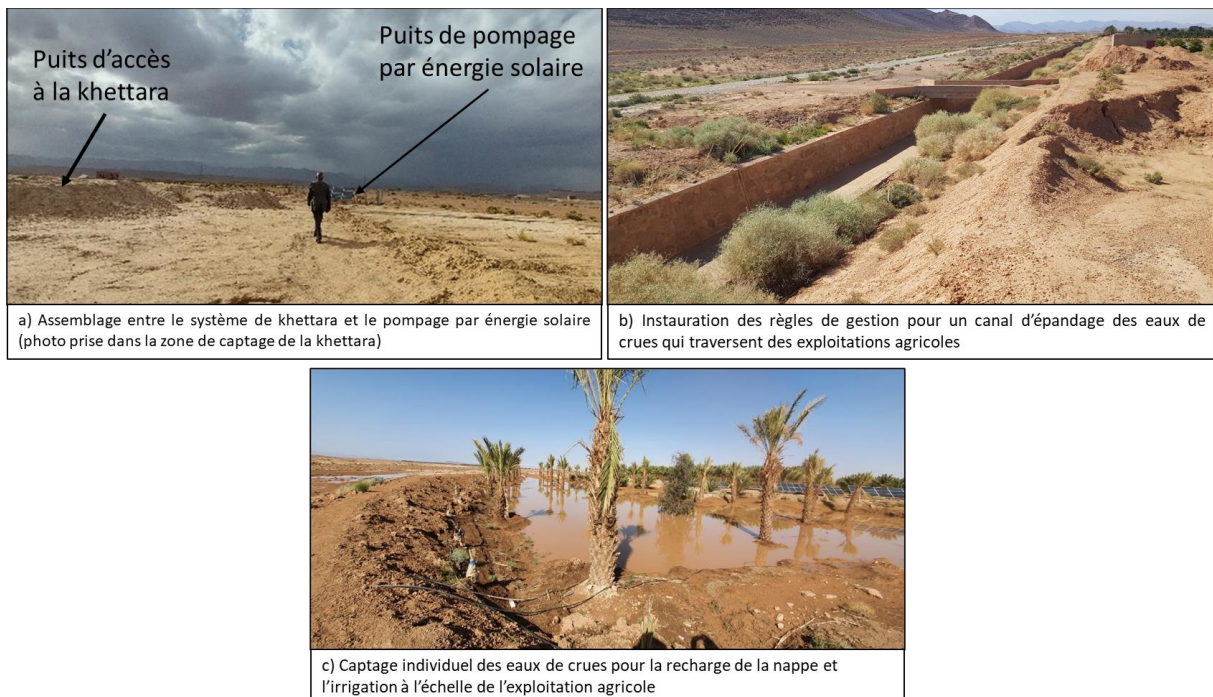 Puits d'accès
à la khettara
Puits de pompage
par énergie solaire
a) Assemblage entre le système de khettara et le pompage par énergie solaire
(photo prise dans la zone de captage de la khettara)
b) Instauration des règles de gestion pour un canal d'épandage des eaux de
crues qui traversent des exploitations agricoles
c) Captage individuel des eaux de crues pour la recharge de la nappe et
l'irrigation à l'échelle de l'exploitation agricole